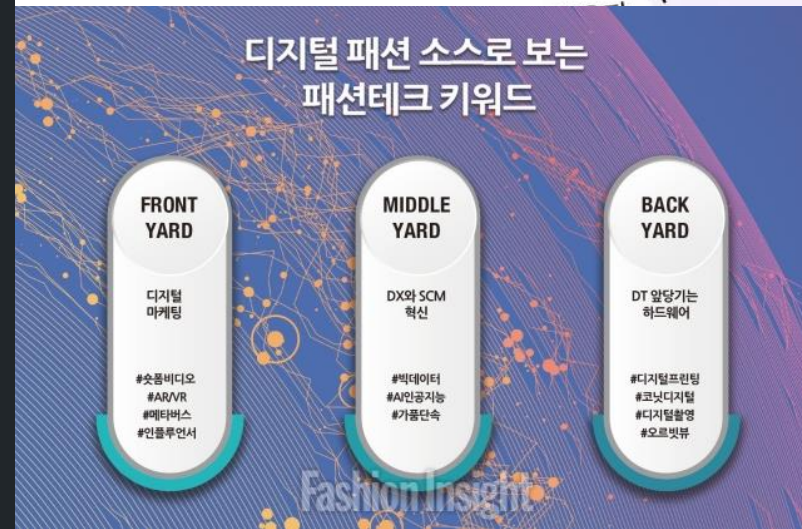 디지털 패션 소스로 보는
패션테크 키워드
FRONT
YARD
디지털
마케팅
#숏폼비디오
#AR/VR
#메타버스
#인플루언서
MIDDLE
YARD
DX와 SCM
혁신
#빅데이터
#AI인공지능
#가품단속
BACK
YARD
DT 앞당기는
하드웨어
#디지털프린팅
#코닛디지털
#디지털촬영
#오르빗뷰
Fashion Insight